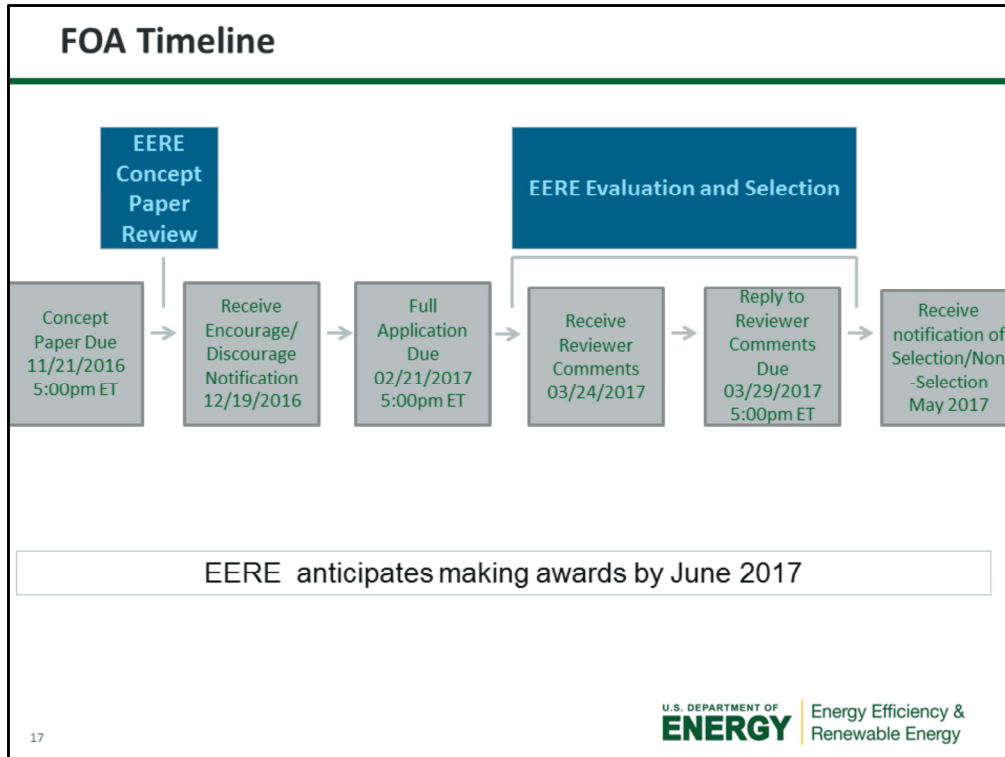 FOA Timeline
EERE
Concept
Paper
Review
EERE Evaluation and Selection
Concept
Paper Due
11/21/2016
5:00pm ET
Receive
Encourage/
Discourage
Notification
12/19/2016
Full
Application
Due
02/21/2017
5:00pm ET
Receive
Reviewer
Comments
03/24/2017
Reply to
Reviewer
Comments
Due
03/29/2017
5:00pm ET
Receive
notification of
Selection/Non
-Selection
May 2017
EERE anticipates making awards by June 2017
17
U.S. DEPARTMENT OF
ENERGY
Energy Efficiency &
Renewable Energy